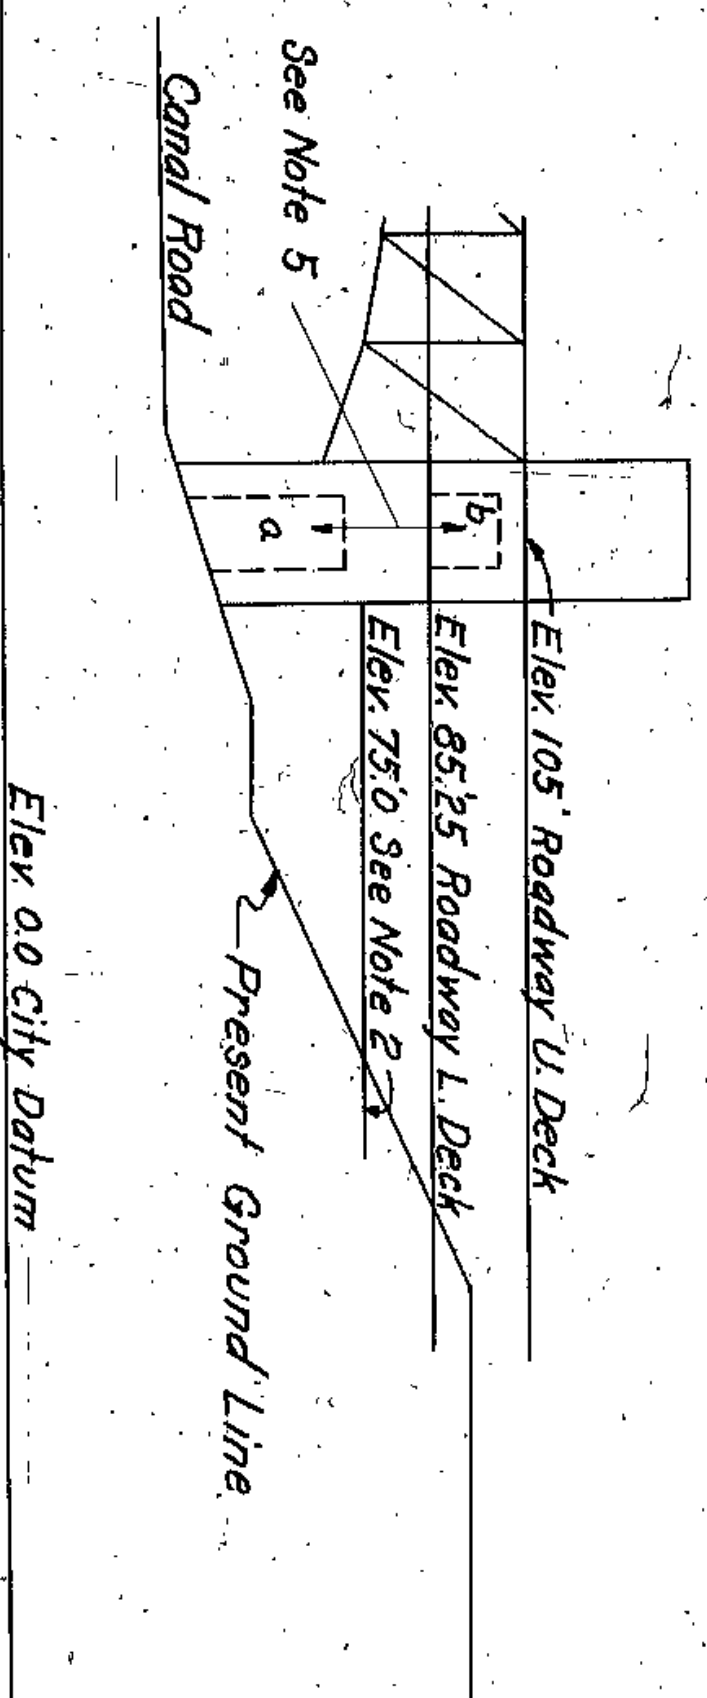 Elev. 105' Roadway U. Deck
b
Elev. 85.'25 Roadway L. Deck
See Note 5
a
Elev. 75.'0 See Note 2
Canal Road
Present Ground Line
Elev. 0.0 City Datum